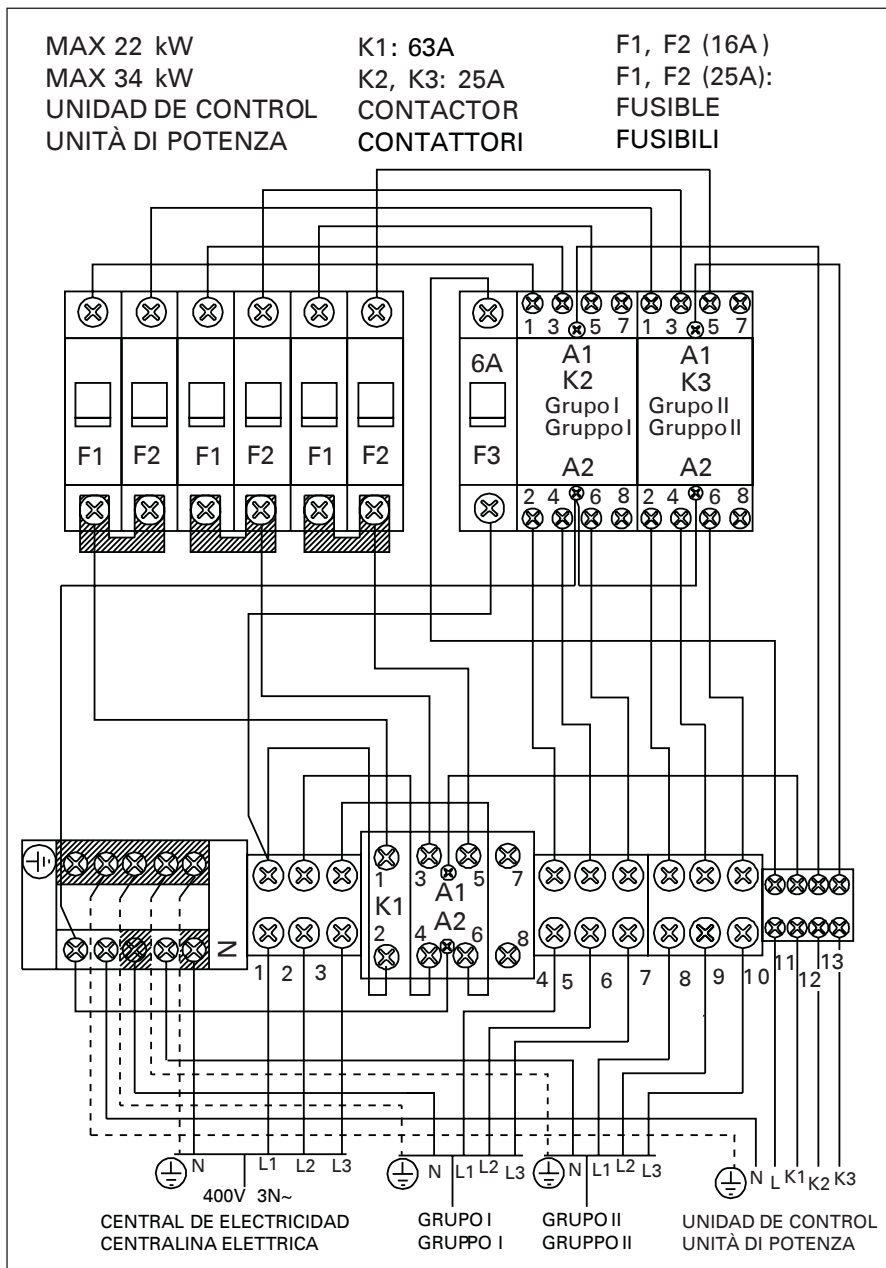 MAX 22 kW K1: 63A F1, F2 (16A)
MAX 34 kW K2, K3: 25A F1, F2 (25A):
UNIDAD DE CONTROL CONTACTOR FUSIBLE
UNITÀ DI POTENZA CONTATTORI FUSIBILI
1 3 5 7 1 3 5 7
6A A1 A1
K2 K3
Grupo I Grupo II
Gruppo I Gruppo II
F1 F2 F1 F2 F1 F2 F3
A2 A2
2 4 6 8 2 4 6 8
1 3 5 7
K1 A1
A2
2 4 6 8
N
1 2 3 4 5 6 7 8 9 10 11 12 13
N L1 L2 L3 N L1 L2 L3 N L1 L2 L3 N L K1 K2 K3
400V 3N~
CENTRAL DE ELECTRICIDAD GRUPO I GRUPO II UNIDAD DE CONTROL
CENTRALINA ELETTRICA GRUPPO I GRUPPO II UNITÀ DI POTENZA